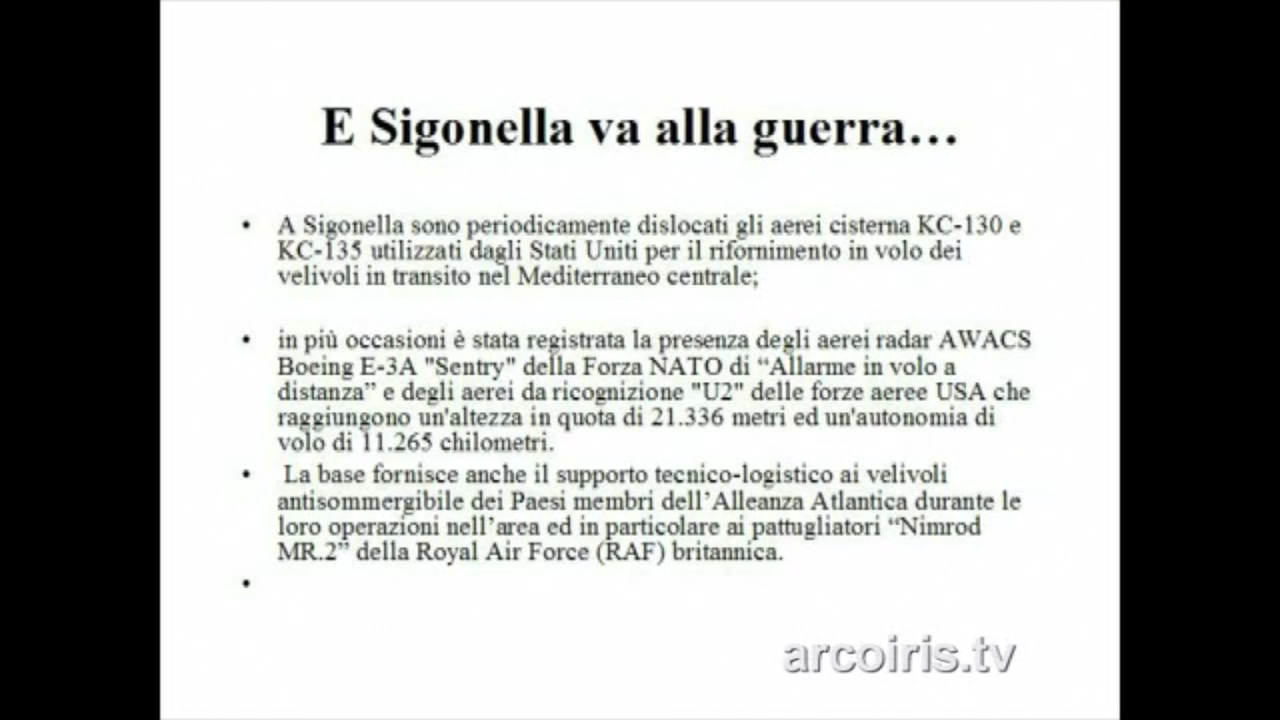 E Sigonella va alla guerra…
• A Sigonella sono periodicamente dislocati gli aerei cisterna KC-130 e
KC-135 utilizzati dagli Stati Uniti per il rifornimento in volo dei
velivoli in transito nel Mediterraneo centrale;
• in più occasioni è stata registrata la presenza degli aerei radar AWACS
Boeing E-3A "Sentry" della Forza NATO di “Allarme in volo a
distanza” e degli aerei da ricognizione "U2" delle forze aeree USA che
raggiungono un'altezza in quota di 21.336 metri ed un'autonomia di
volo di 11.265 chilometri.
• La base fornisce anche il supporto tecnico-logistico ai velivoli
antisommergibile dei Paesi membri dell’Alleanza Atlantica durante le
loro operazioni nell’area ed in particolare ai pattugliatori “Nimrod
MR.2” della Royal Air Force (RAF) britannica.
•
arcoiris.tv